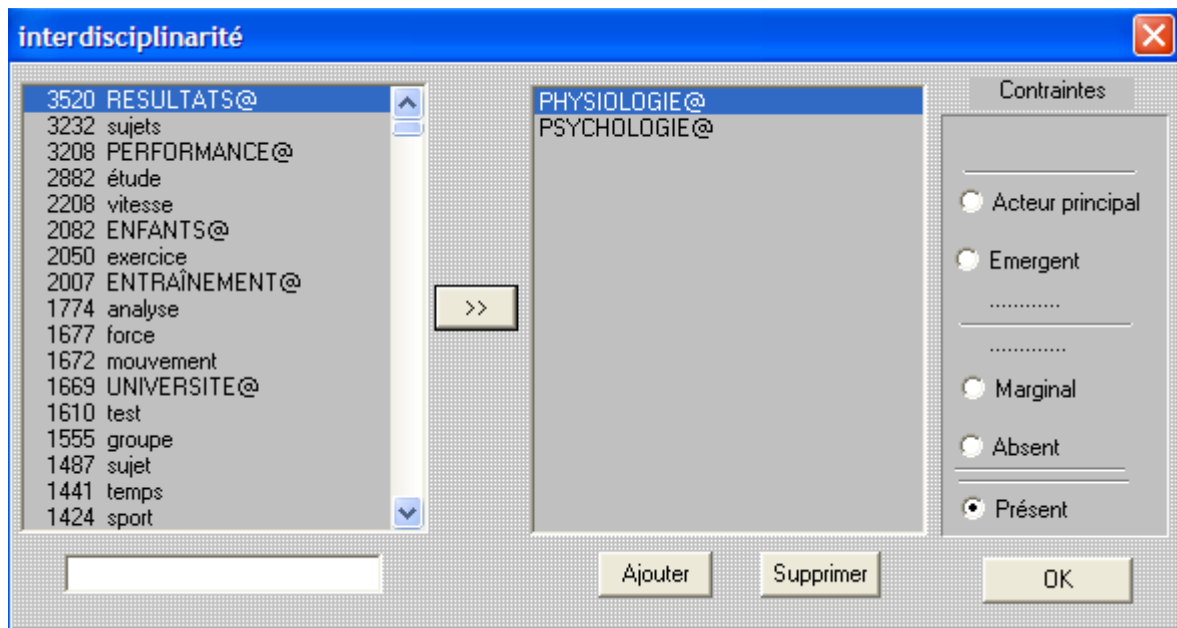 interdisciplinarité
3520 RESULTATS@
3232 sujets
3208 PERFORMANCE@
2882 étude
2208 vitesse
2082 ENFANTS@
2050 exercice
2007 ENTRAÎNEMENT@
1774 analyse
1677 force
1672 mouvement
1669 UNIVERSITE@
1610 test
1555 groupe
1487 sujet
1441 temps
1424 sport
>>
PHYSIOLOGIE@
PSYCHOLOGIE@
Contraintes
Acteur principal
Emergent
............
.............
Marginal
Absent
Présent
Ajouter
Supprimer
OK